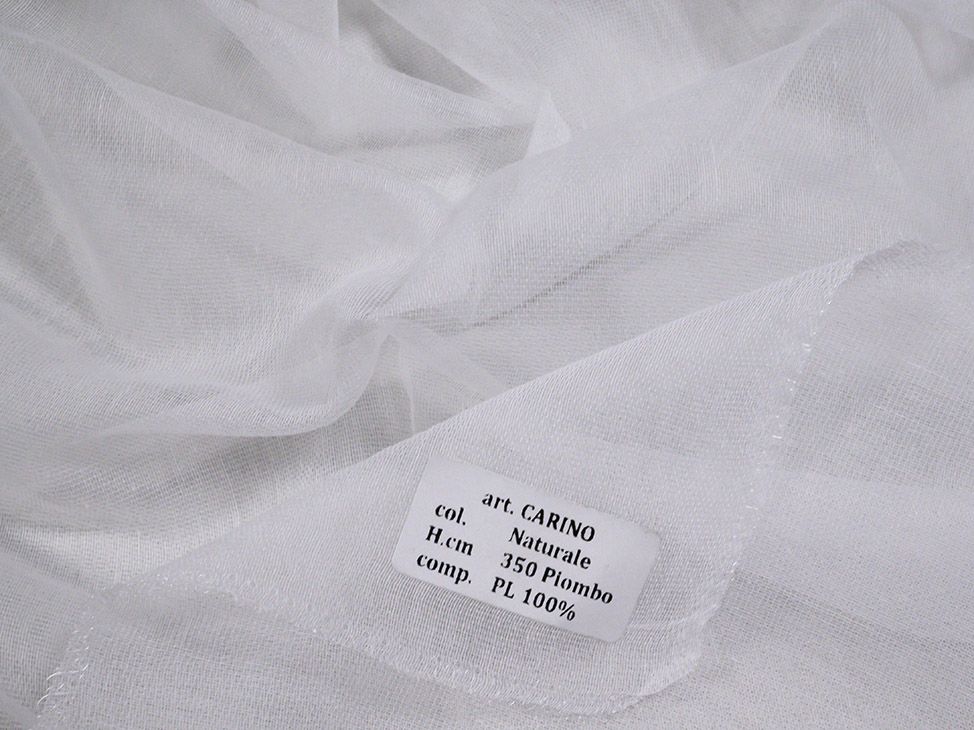 art. CARINO
col. Naturale
H.cm 350 Piombo
comp. PL 100%